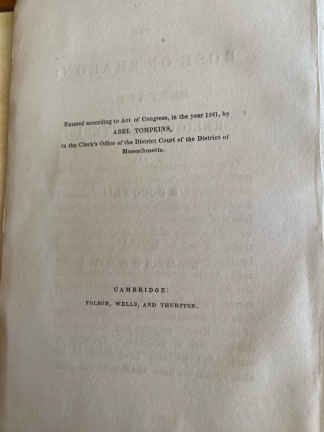 Entered according to Act of Congress, in the year 1841, by
ABEL TOMPKINS,
in the Clerk's Office of the District Court of the District of
Massachusetts.
CAMBRIDGE:
FOLSOM, WELLS, AND THURSTON.